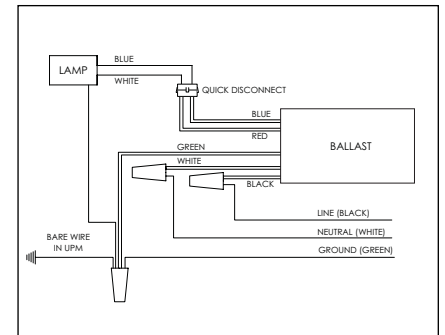 BLUE
LAMP
WHITE
QUICK DISCONNECT
BLUE
RED
BALLAST
GREEN
WHITE
BLACK
LINE (BLACK)
NEUTRAL (WHITE)
BARE WIRE
IN UPM
GROUND (GREEN)